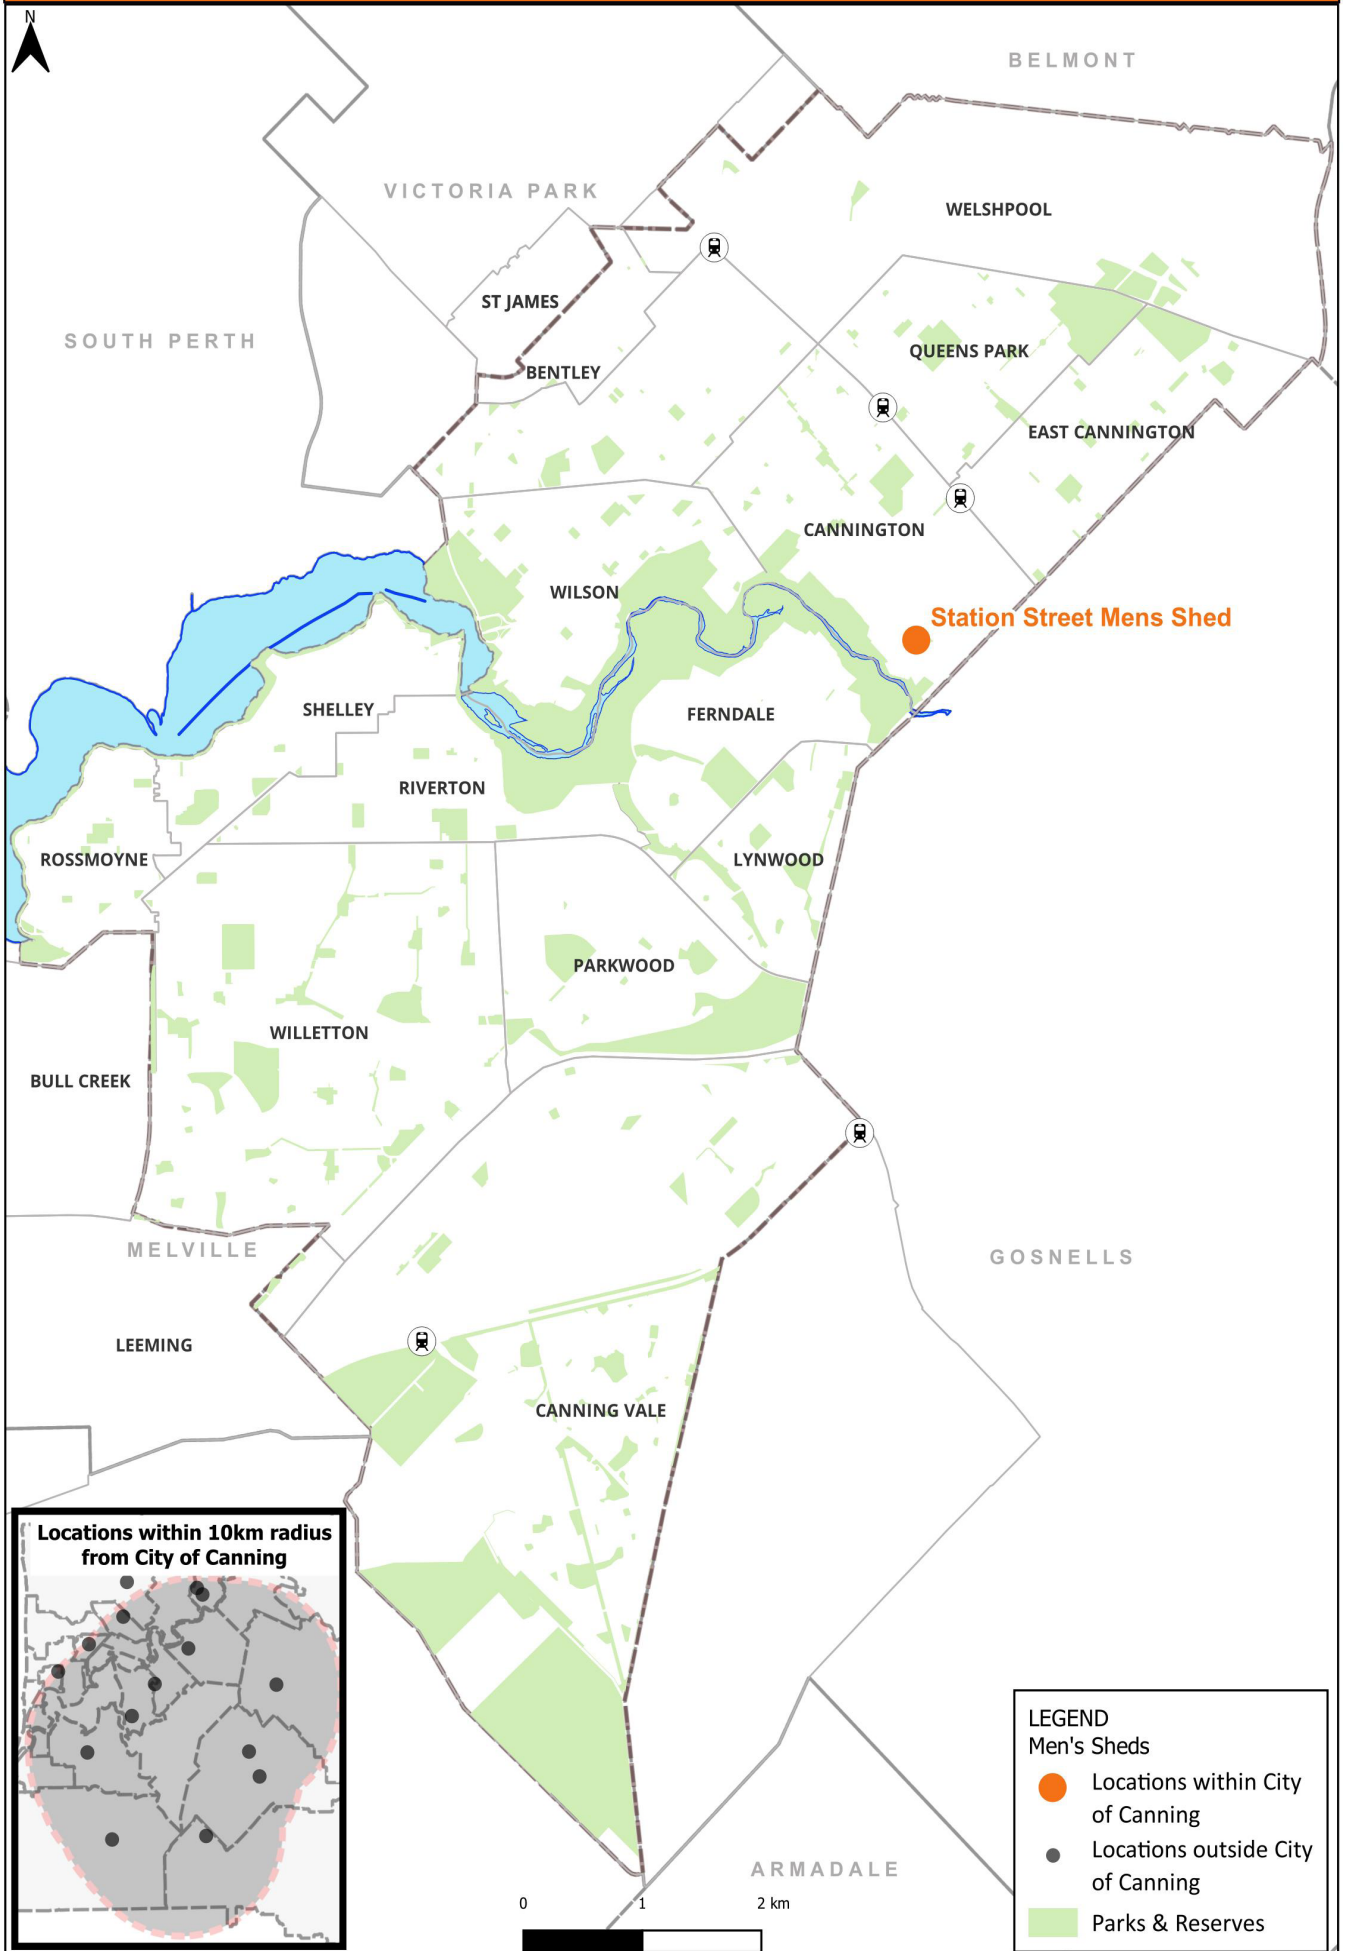 N
BELMONT
VICTORIA PARK
WELSHPOOL
ST JAMES
SOUTH PERTH
QUEENS PARK
BENTLEY
EAST CANNINGTON
CANNINGTON
WILSON
Station Street Mens Shed
SHELLEY
FERNDALE
RIVERTON
ROSSMOYNE
LYNWOOD
PARKWOOD
WILLETTON
BULL CREEK
MELVILLE
GOSNELLS
LEEMING
CANNING VALE
Locations within 10km radius
from City of Canning
LEGEND
Men's Sheds
Locations within City
of Canning
Locations outside City
of Canning
Parks & Reserves
ARMADALE
0 1 2 km